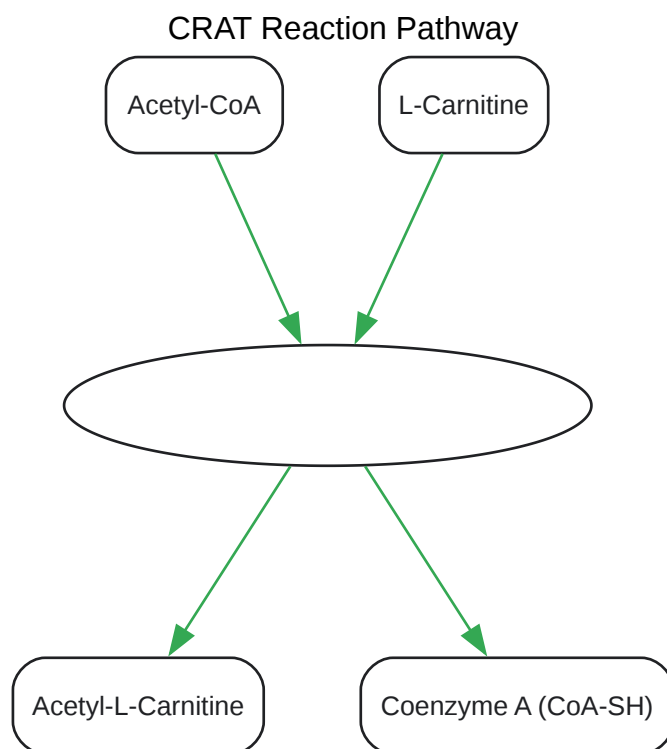 CRAT Reaction Pathway
Acetyl-CoA
L-Carnitine
Acetyl-L-Carnitine
Coenzyme A (CoA-SH)